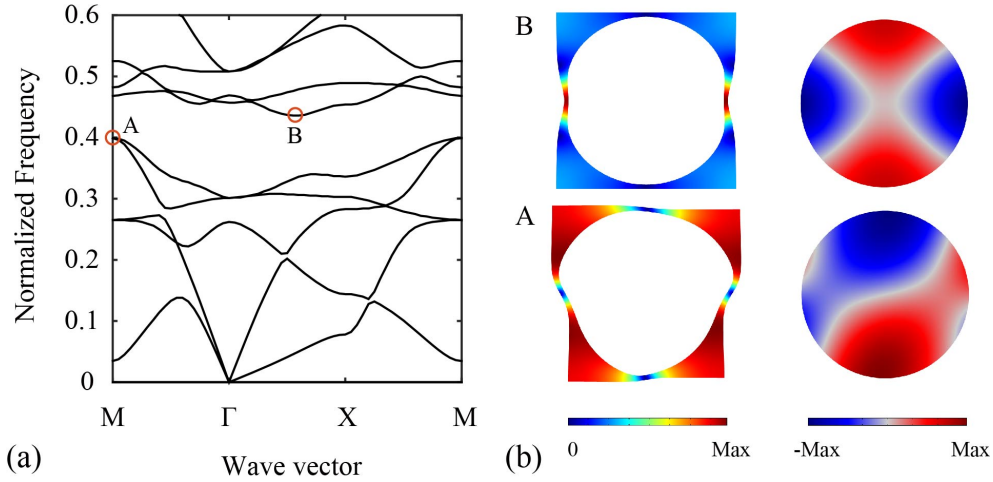 0.6
0.5
0.4
0.3
0.2
0.1
0
Normalized Frequency
A
B
M Γ X M
Wave vector
(a)
B
A
0 Max
-Max Max
(b)